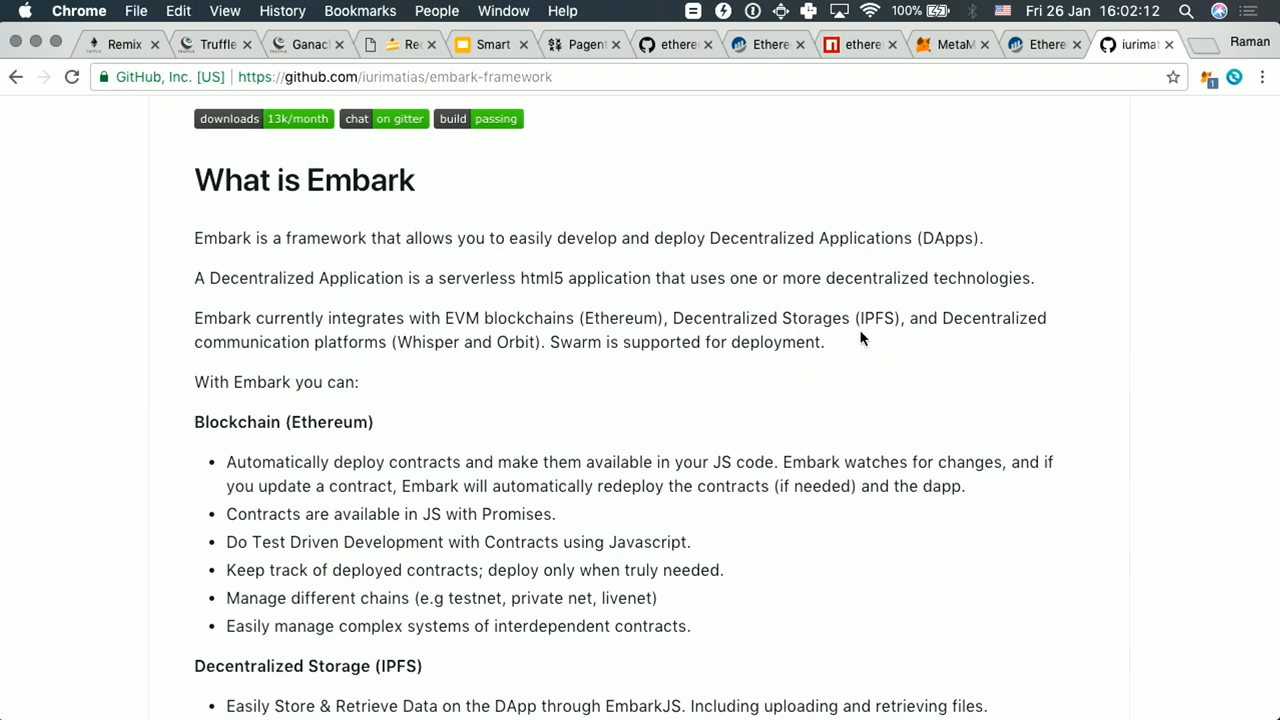 Chrome File Edit View History Bookmarks People Window Help 100% Fri 26 Jan 16:02:12
Remix Truffle Ganac Re Smart Pagen ethere Ethere ethere MetaM Ethere iurimat Raman
GitHub, Inc. [US] https://github.com/iurimatias/embark-framework 1
downloads 13k/month chat on gitter build passing
What is Embark
Embark is a framework that allows you to easily develop and deploy Decentralized Applications (DApps).
A Decentralized Application is a serverless html5 application that uses one or more decentralized technologies.
Embark currently integrates with EVM blockchains (Ethereum), Decentralized Storages (IPFS), and Decentralized
communication platforms (Whisper and Orbit). Swarm is supported for deployment.
With Embark you can:
Blockchain (Ethereum)
• Automatically deploy contracts and make them available in your JS code. Embark watches for changes, and if
you update a contract, Embark will automatically redeploy the contracts (if needed) and the dapp.
• Contracts are available in JS with Promises.
• Do Test Driven Development with Contracts using Javascript.
• Keep track of deployed contracts; deploy only when truly needed.
• Manage different chains (e.g testnet, private net, livenet)
• Easily manage complex systems of interdependent contracts.
Decentralized Storage (IPFS)
• Easily Store & Retrieve Data on the DApp through EmbarkJS. Including uploading and retrieving files.